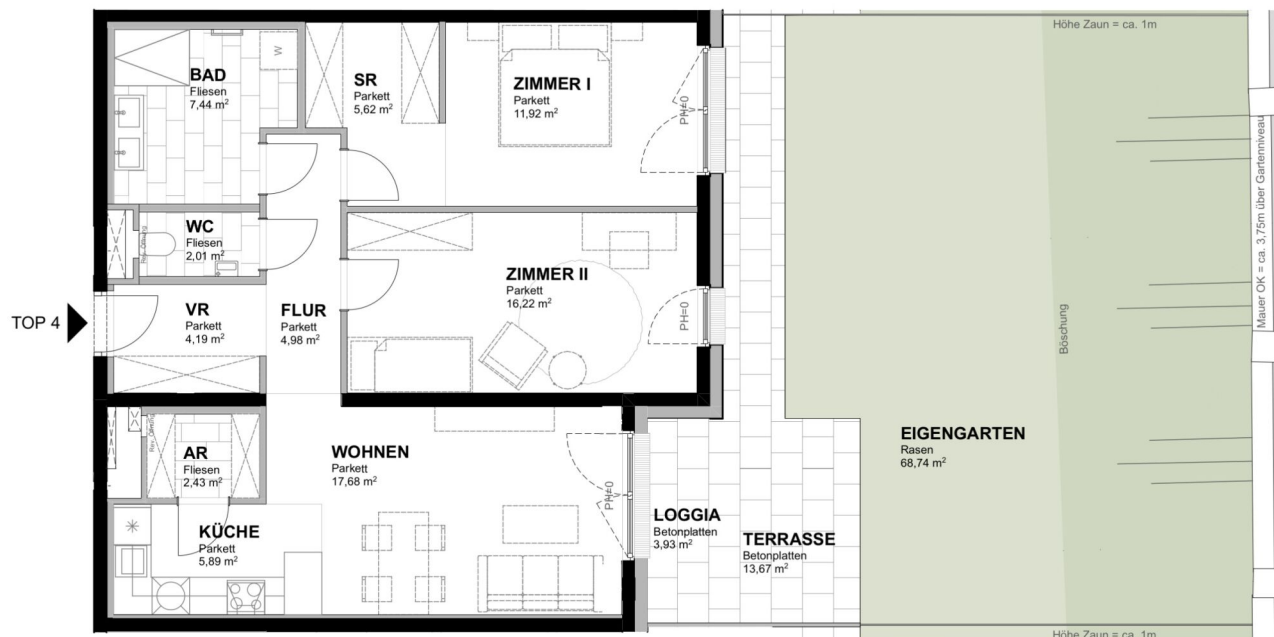 Höhe Zaun = ca. 1m
BAD
Fliesen
7,44 m²
W
SR
Parkett
5,62 m²
ZIMMER I
Parkett
11,92 m²
PH=0
Mauer OK = ca. 3,75m über Gartenniveau
WC
Fliesen
2,01 m²
Rev. Öffnung
ZIMMER II
Parkett
16,22 m²
PH=0
TOP 4
VR
Parkett
4,19 m²
FLUR
Parkett
4,98 m²
Böschung
AR
Fliesen
2,43 m²
Rev. Öffnung
WOHNEN
Parkett
17,68 m²
PH=0
EIGENGARTEN
Rasen
68,74 m²
KÜCHE
Parkett
5,89 m²
LOGGIA
Betonplatten
3,93 m²
TERRASSE
Betonplatten
13,67 m²
Höhe Zaun = ca. 1m